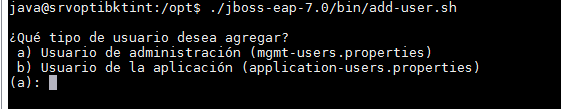 java@srvoptibktint:/opt$ ./jboss-eap-7.0/bin/add-user.sh
¿Qué tipo de usuario desea agregar?
a) Usuario de administración (mgmt-users.properties)
b) Usuario de la aplicación (application-users.properties)
(a):